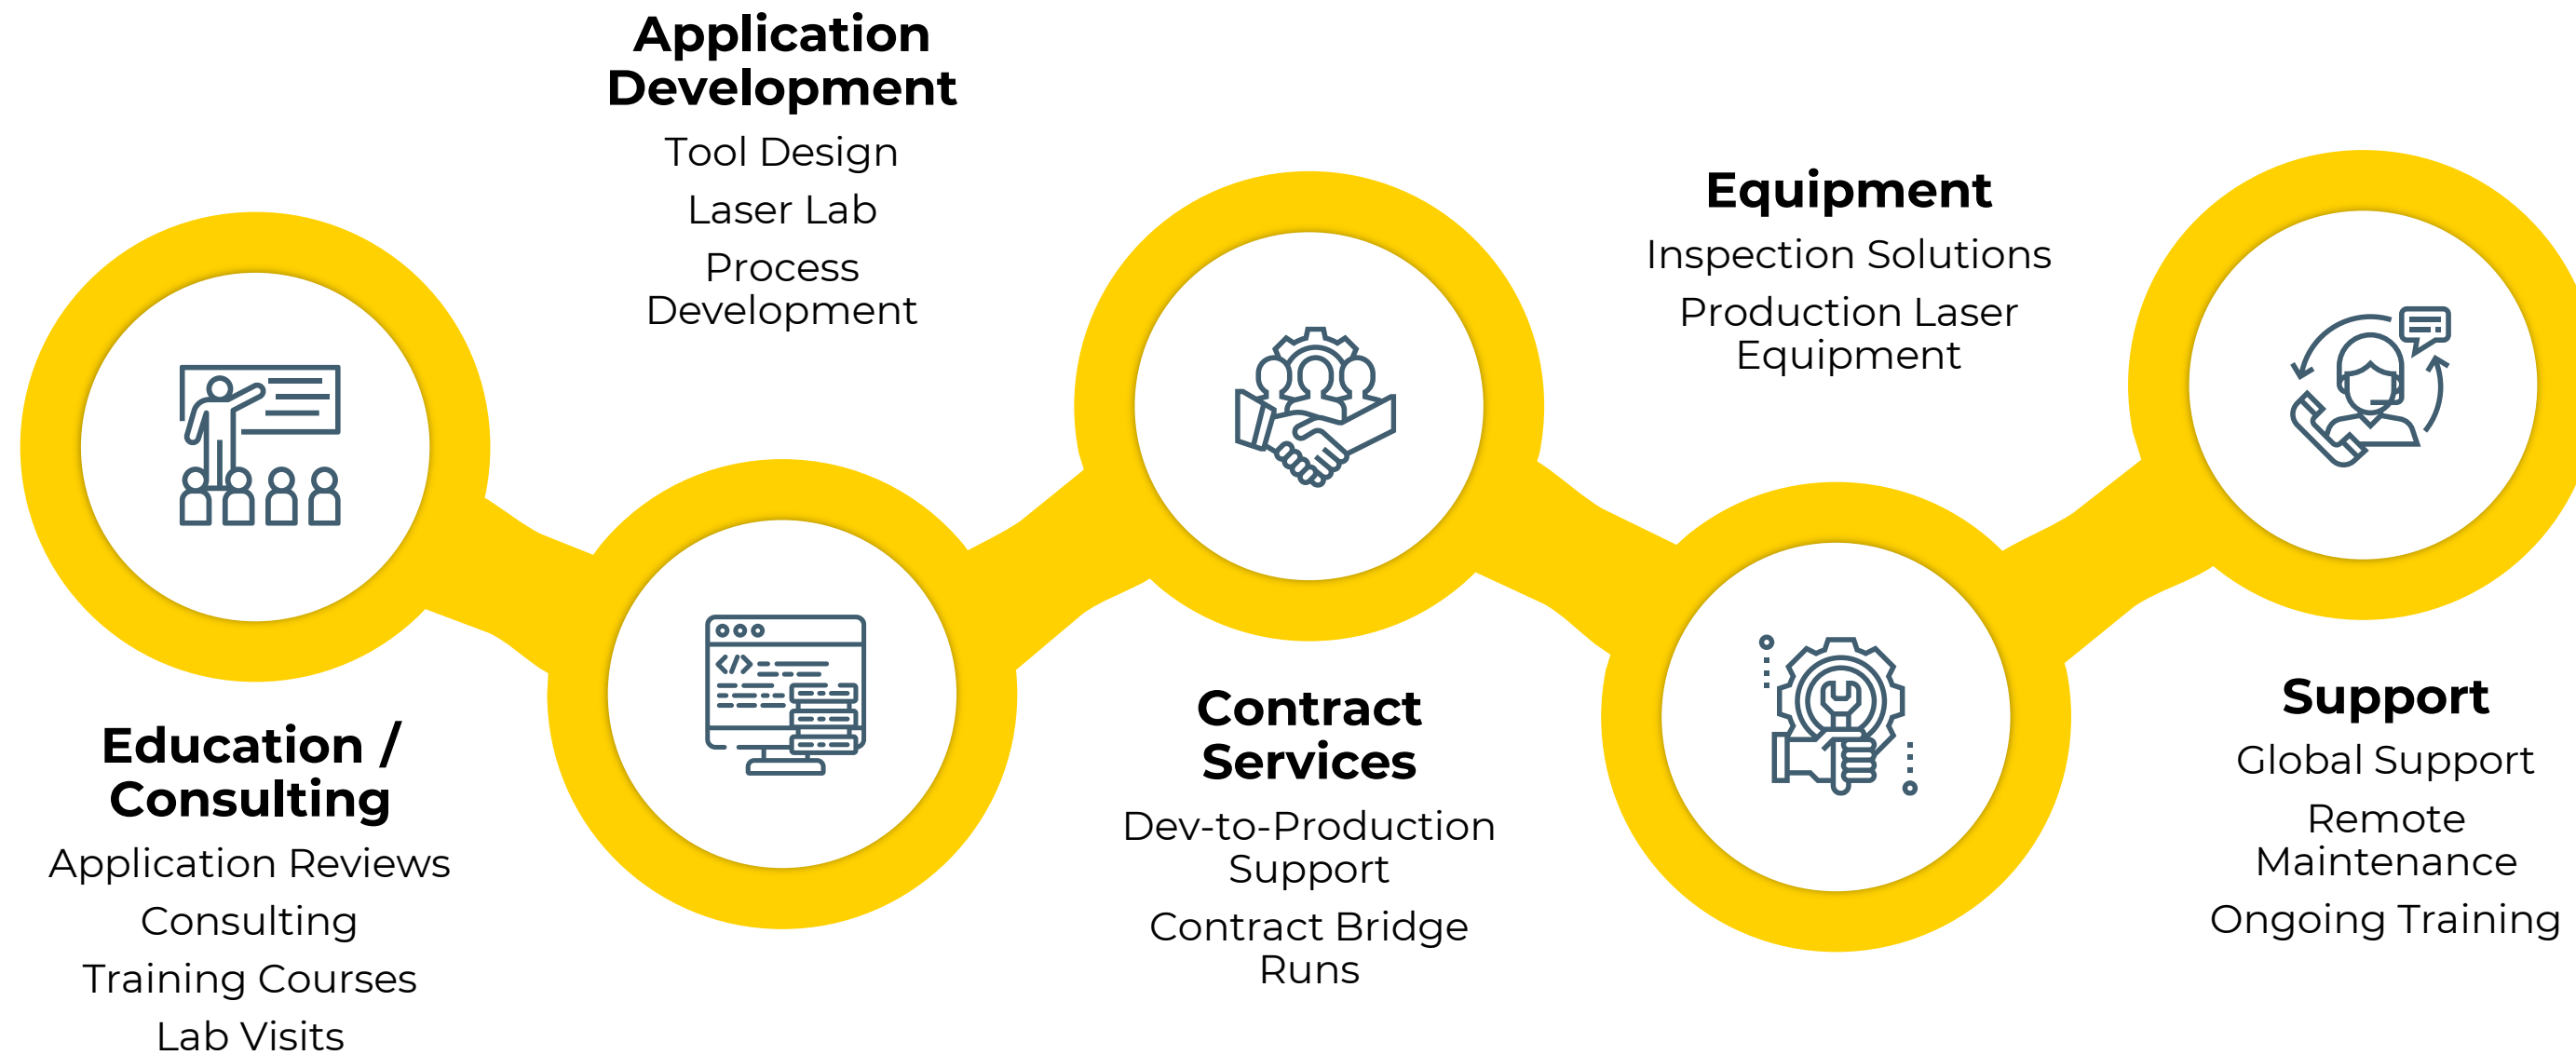 Education /
Consulting
Application Reviews
Consulting
Training Courses
Lab Visits
Application
Development
Tool Design
Laser Lab
Process
Development
</>
Contract
Services
Dev-to-Production
Support
Contract Bridge
Runs
Equipment
Inspection Solutions
Production Laser
Equipment
Support
Global Support
Remote
Maintenance
Ongoing Training